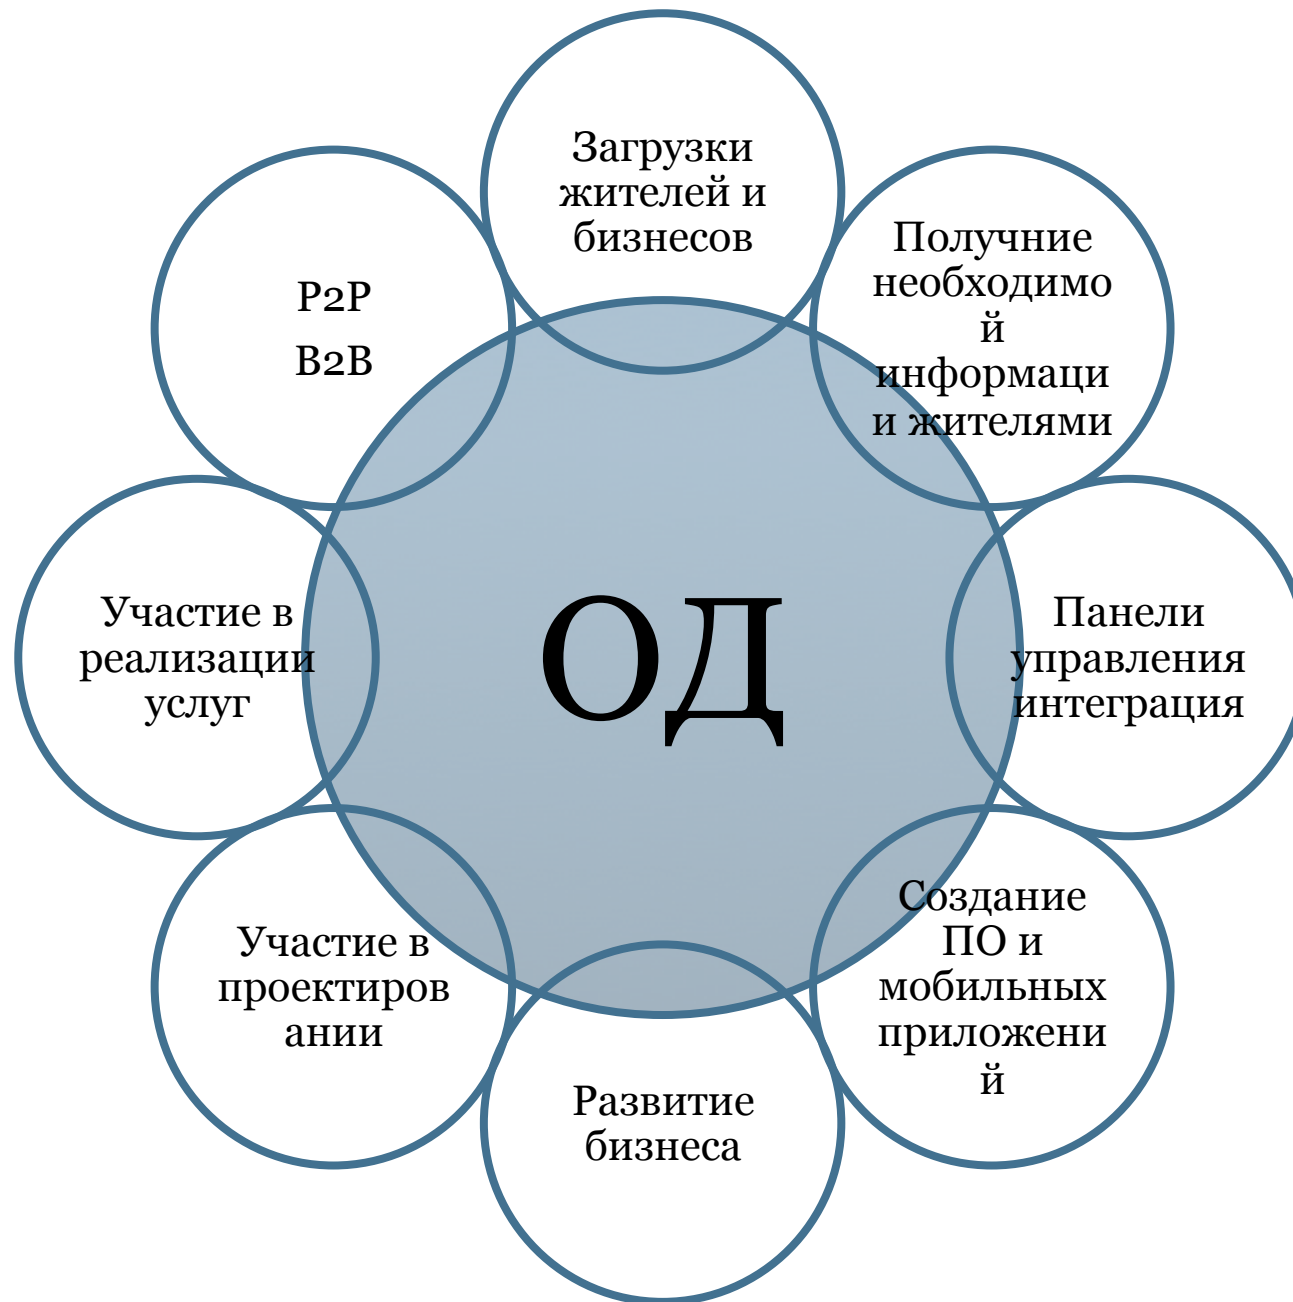 Загрузки
жителей и
бизнесов
Получние
необходимо
й
информаци
и жителями
Панели
управления
интеграция
Создание
ПО и
мобильных
приложени
й
Развитие
бизнеса
Участие в
проектиров
ании
Участие в
реализации
услуг
P2P
B2B
ОД